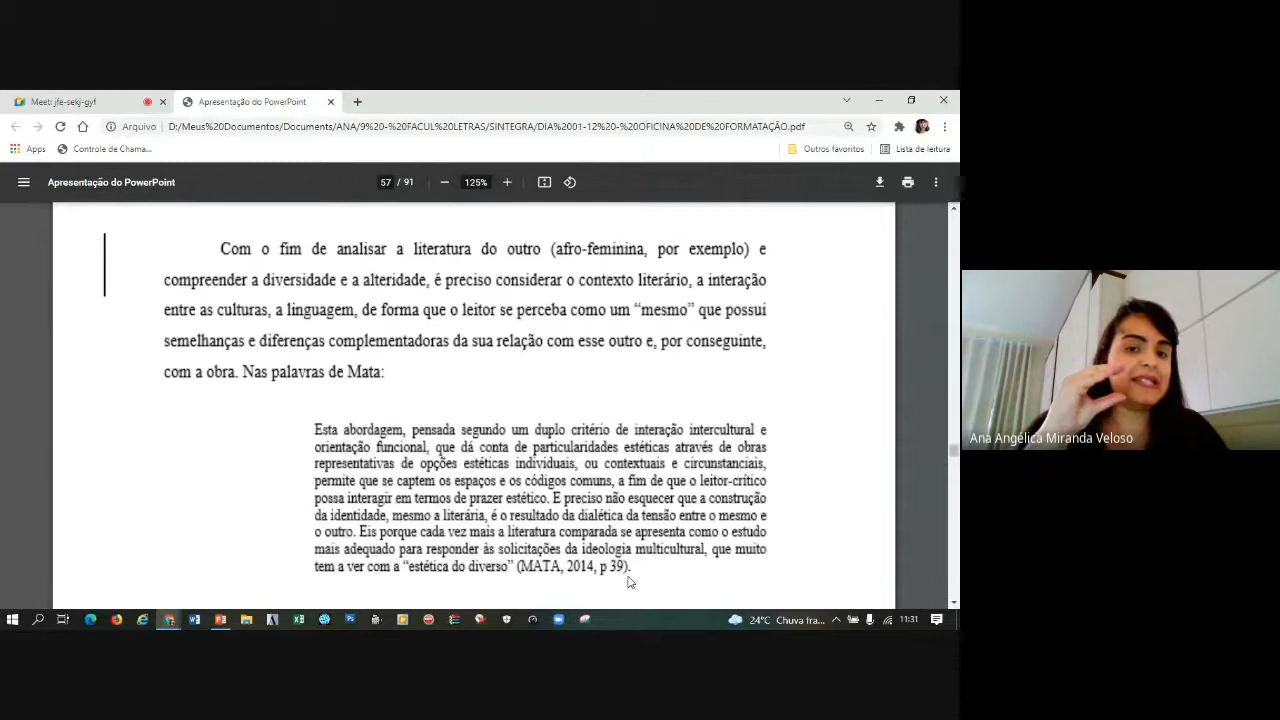 Meet: jfe-sekj-gyf
Apresentação do PowerPoint
Arquivo
D:/Meus%20Documentos/Documents/ANA/9%20-%20FACUL%20LETRAS/SINTEGRA/DIA%2001-12%20-%20OFICINA%20DE%20FORMATAÇÃO.pdf
Apps
Controle de Chama...
Outros favoritos
Lista de leitura
Apresentação do PowerPoint
57 / 91
125%
Com o fim de analisar a literatura do outro (afro-feminina, por exemplo) e
compreender a diversidade e a alteridade, é preciso considerar o contexto literário, a interação
entre as culturas, a linguagem, de forma que o leitor se perceba como um “mesmo” que possui
semelhanças e diferenças complementadoras da sua relação com esse outro e, por conseguinte,
com a obra. Nas palavras de Mata:
Esta abordagem, pensada segundo um duplo critério de interação intercultural e
orientação funcional, que dá conta de particularidades estéticas através de obras
representativas de opções estéticas individuais, ou contextuais e circunstanciais,
permite que se captem os espaços e os códigos comuns, a fim de que o leitor-crítico
possa interagir em termos de prazer estético. E preciso não esquecer que a construção
da identidade, mesmo a literária, é o resultado da dialética da tensão entre o mesmo e
o outro. Eis porque cada vez mais a literatura comparada se apresenta como o estudo
mais adequado para responder às solicitações da ideologia multicultural, que muito
tem a ver com a “estética do diverso” (MATA, 2014, p 39).
Ana Angélica Miranda Veloso
24°C Chuva fra...
11:31